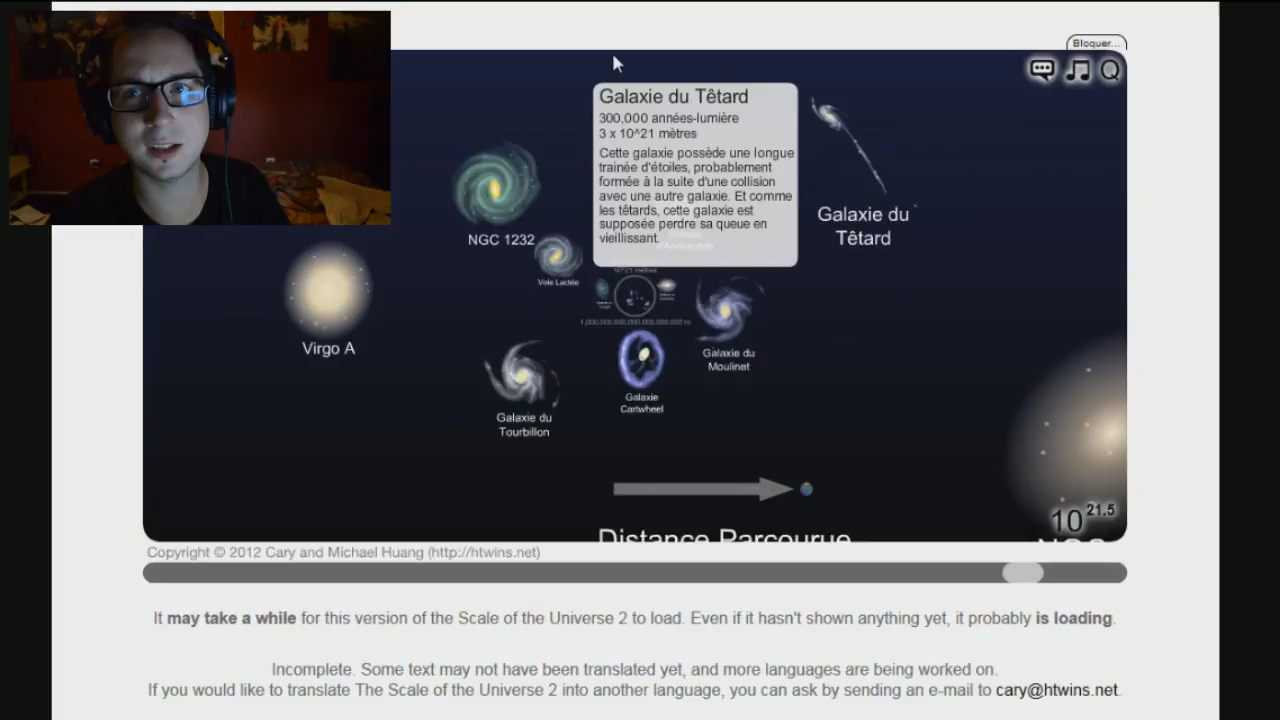 Bloquer...
Galaxie du Têtard
300,000 années-lumière
3 x 10^21 mètres
Cette galaxie possède une longue
trainée d'étoiles, probablement
formée à la suite d'une collision
avec une autre galaxie. Et comme
les têtards, cette galaxie est
supposée perdre sa queue en
vieillissant.
Galaxie du
Têtard
NGC 1232
Voie Lactée
10^21 mètres
Virgo A
Galaxie du
Moulinet
Galaxie
Cartwheel
Galaxie du
Tourbillon
10^21.5
Distance Parcourue
NGC
Copyright © 2012 Cary and Michael Huang (http://htwins.net)
It may take a while for this version of the Scale of the Universe 2 to load. Even if it hasn't shown anything yet, it probably is loading.
Incomplete. Some text may not have been translated yet, and more languages are being worked on.
If you would like to translate The Scale of the Universe 2 into another language, you can ask by sending an e-mail to cary@htwins.net.